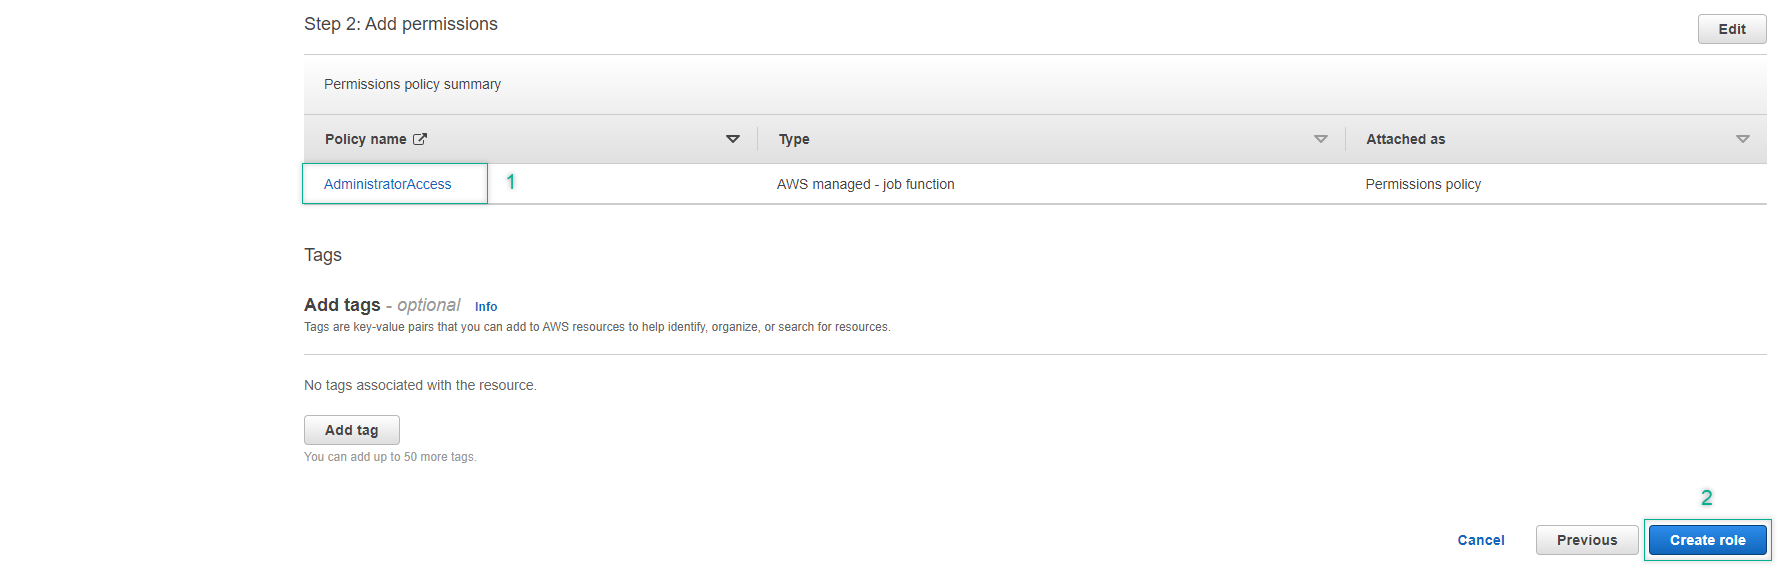 Step 2: Add permissions
Edit
Permissions policy summary
Policy name Type Attached as
AdministratorAccess 1 AWS managed - job function Permissions policy
Tags
Add tags - optional Info
Tags are key-value pairs that you can add to AWS resources to help identify, organize, or search for resources.
No tags associated with the resource.
Add tag
You can add up to 50 more tags.
2
Cancel Previous Create role